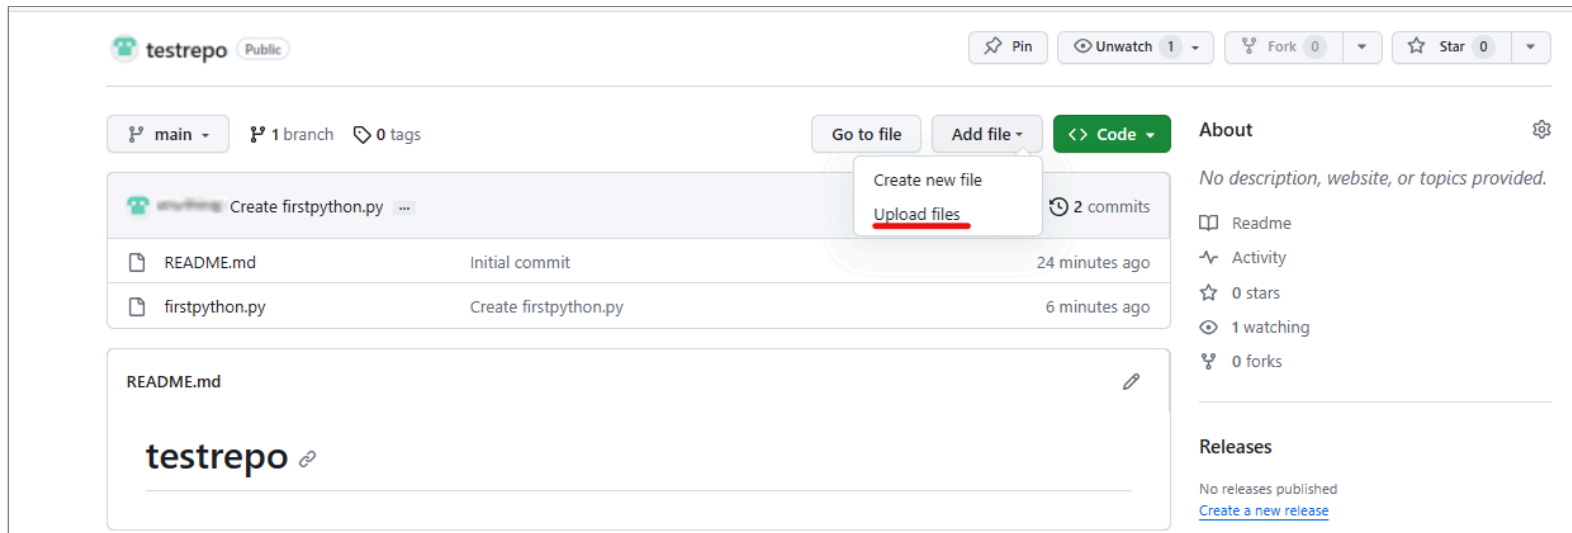 testrepo Public
Pin Unwatch 1 Fork 0 Star 0
main 1 branch 0 tags
Go to file Add file <> Code
Create new file
Upload files
Create firstpython.py ...
2 commits
README.md Initial commit 24 minutes ago
firstpython.py Create firstpython.py 6 minutes ago
README.md
testrepo
About
No description, website, or topics provided.
Readme
Activity
0 stars
1 watching
0 forks
Releases
No releases published
Create a new release